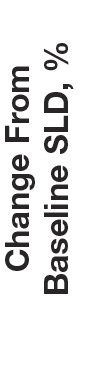 Change From
Baseline SLD, %